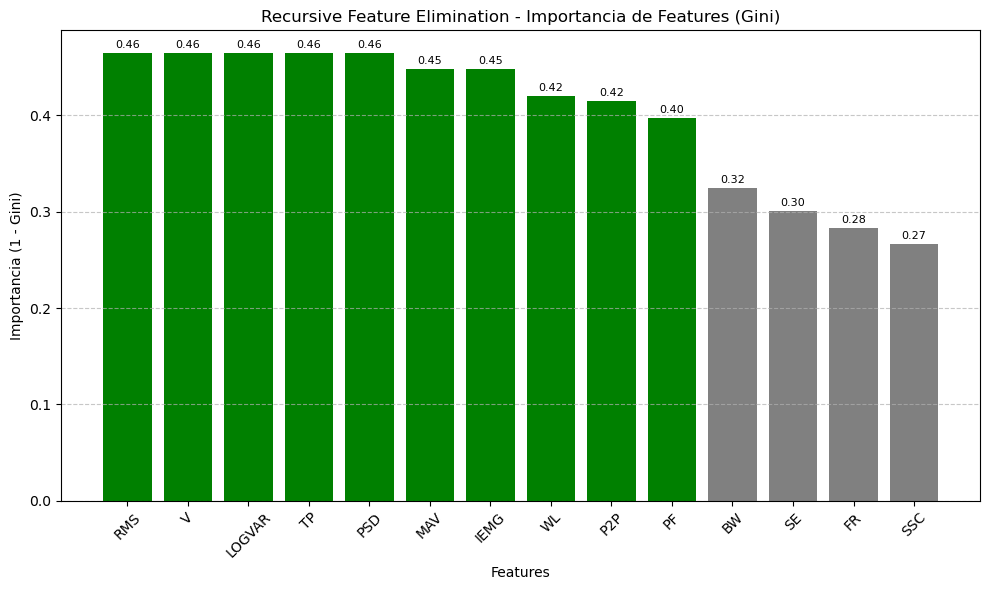 Recursive Feature Elimination - Importancia de Features (Gini)
Importancia (1 - Gini)
0.4
0.3
0.2
0.1
0.0
0.46 0.46 0.46 0.46 0.46 0.45 0.45 0.42 0.42 0.40 0.32 0.30 0.28 0.27
RMS V LOGVAR TP PSD MAV IEMG WL P2P PF BW SE FR SSC
Features